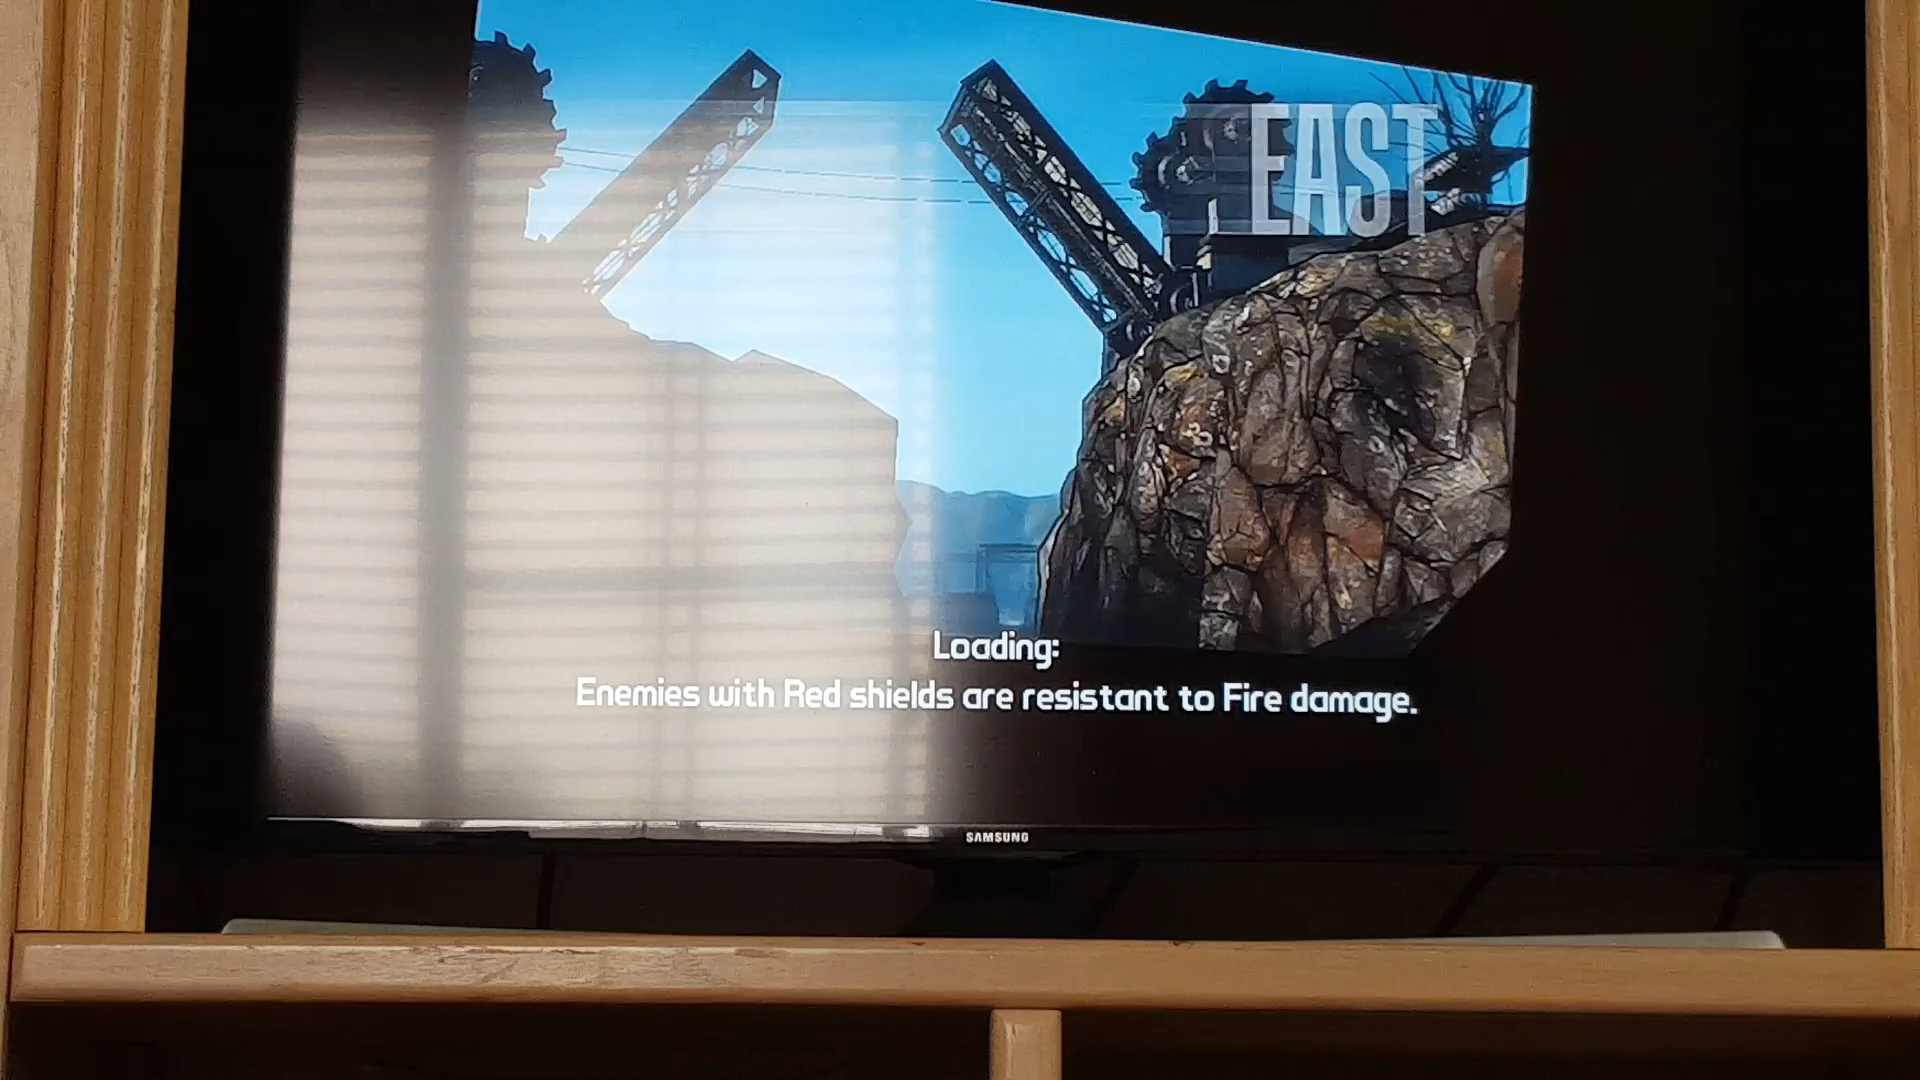 EAST
Loading:
Enemies with Red shields are resistant to Fire damage.
SAMSUNG